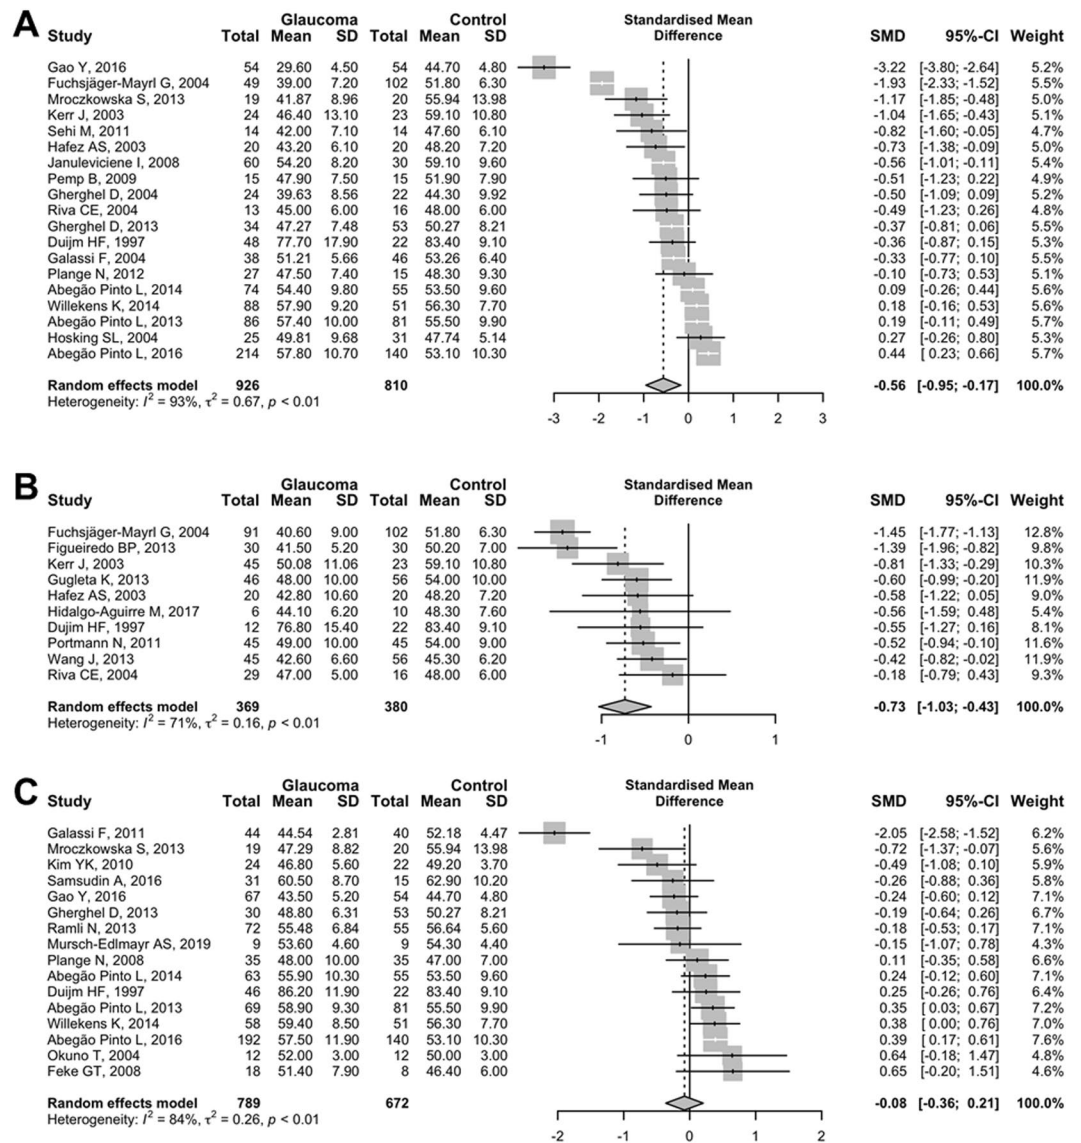 A
Glaucoma Control Standardised Mean
Study Total Mean SD Total Mean SD Difference SMD 95%-CI Weight
Gao Y, 2016 54 29.60 4.50 54 44.70 4.80 -3.22 [-3.80; -2.64] 5.2%
Fuchsjäger-Mayrl G, 2004 49 39.00 7.20 102 51.80 6.30 -1.93 [-2.33; -1.52] 5.5%
Mroczkowska S, 2013 19 41.87 8.96 20 55.94 13.98 -1.17 [-1.85; -0.48] 5.0%
Kerr J, 2003 24 46.40 13.10 23 59.10 10.80 -1.04 [-1.65; -0.43] 5.1%
Sehi M, 2011 14 42.00 7.10 14 47.60 6.10 -0.82 [-1.60; -0.05] 4.7%
Hafez AS, 2003 20 43.20 6.10 20 48.20 7.20 -0.73 [-1.38; -0.09] 5.0%
Januleviciene I, 2008 60 54.20 8.20 30 59.10 9.60 -0.56 [-1.01; -0.11] 5.4%
Pemp B, 2009 15 47.90 7.50 15 51.90 7.90 -0.51 [-1.23; 0.22] 4.9%
Gherghel D, 2004 24 39.63 8.56 22 44.30 9.92 -0.50 [-1.09; 0.09] 5.2%
Riva CE, 2004 13 45.00 6.00 16 48.00 6.00 -0.49 [-1.23; 0.26] 4.8%
Gherghel D, 2013 34 47.27 7.48 53 50.27 8.21 -0.37 [-0.81; 0.06] 5.5%
Duijm HF, 1997 48 77.70 17.90 22 83.40 9.10 -0.36 [-0.87; 0.15] 5.3%
Galassi F, 2004 38 51.21 5.66 46 53.26 6.40 -0.33 [-0.77; 0.10] 5.5%
Plange N, 2012 27 47.50 7.40 15 48.30 9.30 -0.10 [-0.73; 0.53] 5.1%
Abegão Pinto L, 2014 74 54.40 9.80 55 53.50 9.60 0.09 [-0.26; 0.44] 5.6%
Willekens K, 2014 88 57.90 9.20 51 56.30 7.70 0.18 [-0.16; 0.53] 5.6%
Abegão Pinto L, 2013 86 57.40 10.00 81 55.50 9.90 0.19 [-0.11; 0.49] 5.7%
Hosking SL, 2004 25 49.81 9.68 31 47.74 5.14 0.27 [-0.26; 0.80] 5.3%
Abegão Pinto L, 2016 214 57.80 10.70 140 53.10 10.30 0.44 [ 0.23; 0.66] 5.7%
Random effects model 926 810 -0.56 [-0.95; -0.17] 100.0%
Heterogeneity: I² = 93%, τ² = 0.67, p < 0.01
-3 -2 -1 0 1 2 3
B
Glaucoma Control Standardised Mean
Study Total Mean SD Total Mean SD Difference SMD 95%-CI Weight
Fuchsjäger-Mayrl G, 2004 91 40.60 9.00 102 51.80 6.30 -1.45 [-1.77; -1.13] 12.8%
Figueiredo BP, 2013 30 41.50 5.20 30 50.20 7.00 -1.39 [-1.96; -0.82] 9.8%
Kerr J, 2003 45 50.08 11.06 23 59.10 10.80 -0.81 [-1.33; -0.29] 10.3%
Gugleta K, 2013 46 48.00 10.00 56 54.00 10.00 -0.60 [-0.99; -0.20] 11.9%
Hafez AS, 2003 20 42.80 10.60 20 48.20 7.20 -0.58 [-1.22; 0.05] 9.0%
Hidalgo-Aguirre M, 2017 6 44.10 6.20 10 48.30 7.60 -0.56 [-1.59; 0.48] 5.4%
Dujim HF, 1997 12 76.80 15.40 22 83.40 9.10 -0.55 [-1.27; 0.16] 8.1%
Portmann N, 2011 45 49.00 10.00 45 54.00 9.00 -0.52 [-0.94; -0.10] 11.6%
Wang J, 2013 45 42.60 6.60 56 45.30 6.20 -0.42 [-0.82; -0.02] 11.9%
Riva CE, 2004 29 47.00 5.00 16 48.00 6.00 -0.18 [-0.79; 0.43] 9.3%
Random effects model 369 380 -0.73 [-1.03; -0.43] 100.0%
Heterogeneity: I² = 71%, τ² = 0.16, p < 0.01
-1 0 1
C
Glaucoma Control Standardised Mean
Study Total Mean SD Total Mean SD Difference SMD 95%-CI Weight
Galassi F, 2011 44 44.54 2.81 40 52.18 4.47 -2.05 [-2.58; -1.52] 6.2%
Mroczkowska S, 2013 19 47.29 8.82 20 55.94 13.98 -0.72 [-1.37; -0.07] 5.6%
Kim YK, 2010 24 46.80 5.60 22 49.20 3.70 -0.49 [-1.08; 0.10] 5.9%
Samsudin A, 2016 31 60.50 8.70 15 62.90 10.20 -0.26 [-0.88; 0.36] 5.8%
Gao Y, 2016 67 43.50 5.20 54 44.70 4.80 -0.24 [-0.60; 0.12] 7.1%
Gherghel D, 2013 30 48.80 6.31 53 50.27 8.21 -0.19 [-0.64; 0.26] 6.7%
Ramli N, 2013 72 55.48 6.84 55 56.64 5.60 -0.18 [-0.53; 0.17] 7.1%
Mursch-Edlmayr AS, 2019 9 53.60 4.60 9 54.30 4.40 -0.15 [-1.07; 0.78] 4.3%
Plange N, 2008 35 48.00 10.00 35 47.00 7.00 0.11 [-0.35; 0.58] 6.6%
Abegão Pinto L, 2014 63 55.90 10.30 55 53.50 9.60 0.24 [-0.12; 0.60] 7.1%
Duijm HF, 1997 46 86.20 11.90 22 83.40 9.10 0.25 [-0.26; 0.76] 6.4%
Abegão Pinto L, 2013 69 58.90 9.30 81 55.50 9.90 0.35 [ 0.03; 0.67] 7.2%
Willekens K, 2014 58 59.40 8.50 51 56.30 7.70 0.38 [ 0.00; 0.76] 7.0%
Abegão Pinto L, 2016 192 57.50 11.90 140 53.10 10.30 0.39 [ 0.17; 0.61] 7.5%
Okuno T, 2004 12 52.00 3.00 12 50.00 3.00 0.64 [-0.18; 1.47] 4.8%
Feke GT, 2008 18 51.40 7.90 8 46.40 6.00 0.65 [-0.20; 1.51] 4.6%
Random effects model 789 672 -0.08 [-0.36; 0.21] 100.0%
Heterogeneity: I² = 84%, τ² = 0.26, p < 0.01
-2 -1 0 1 2